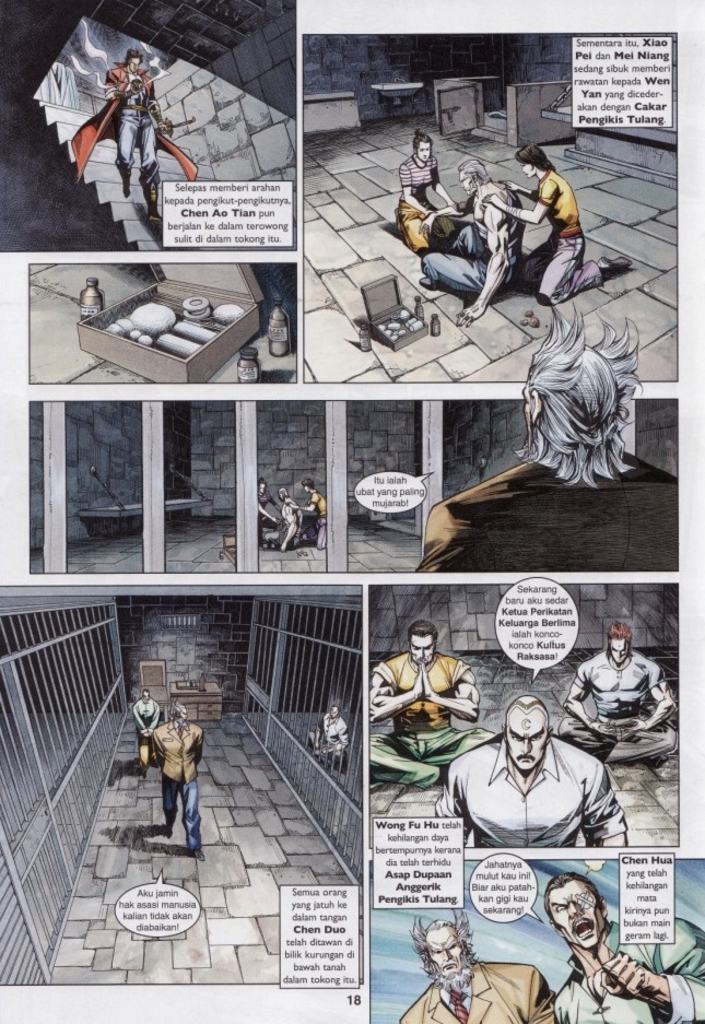 Selepas memberi arahan
kepada pengikut-pengikutnya,
Chen Ao Tian pun
berjalan ke dalam terowong
sulit di dalam tokong itu.
Sementara itu, Xiao
Pei dan Mei Niang
sedang sibuk memberi
rawatan kepada Wen
Yan yang diceder-
akan dengan Cakar
Pengikis Tulang.
Itu ialah
ubat yang paling
mujarab!
Aku jamin
hak asasi manusia
kalian tidak akan
diabaikan!
Semua orang
yang jatuh ke
dalam tangan
Chen Duo
telah ditawan di
bilik kurungan di
bawah tanah
dalam tokong itu.
Sekarang
baru aku sedar
Ketua Perikatan
Keluarga Berlima
ialah konco-
konco Kultus
Raksasa!
Wong Fu Hu telah
kehilangan daya
bertempurnya kerana
dia telah terhidu
Asap Dupaan
Anggerik
Pengikis Tulang.
Jahatnya
mulut kau ini!
Biar aku patah-
kan gigi kau
sekarang!
Chen Hua
yang telah
kehilangan
mata
kirinya pun
bukan main
geram lagi.
18